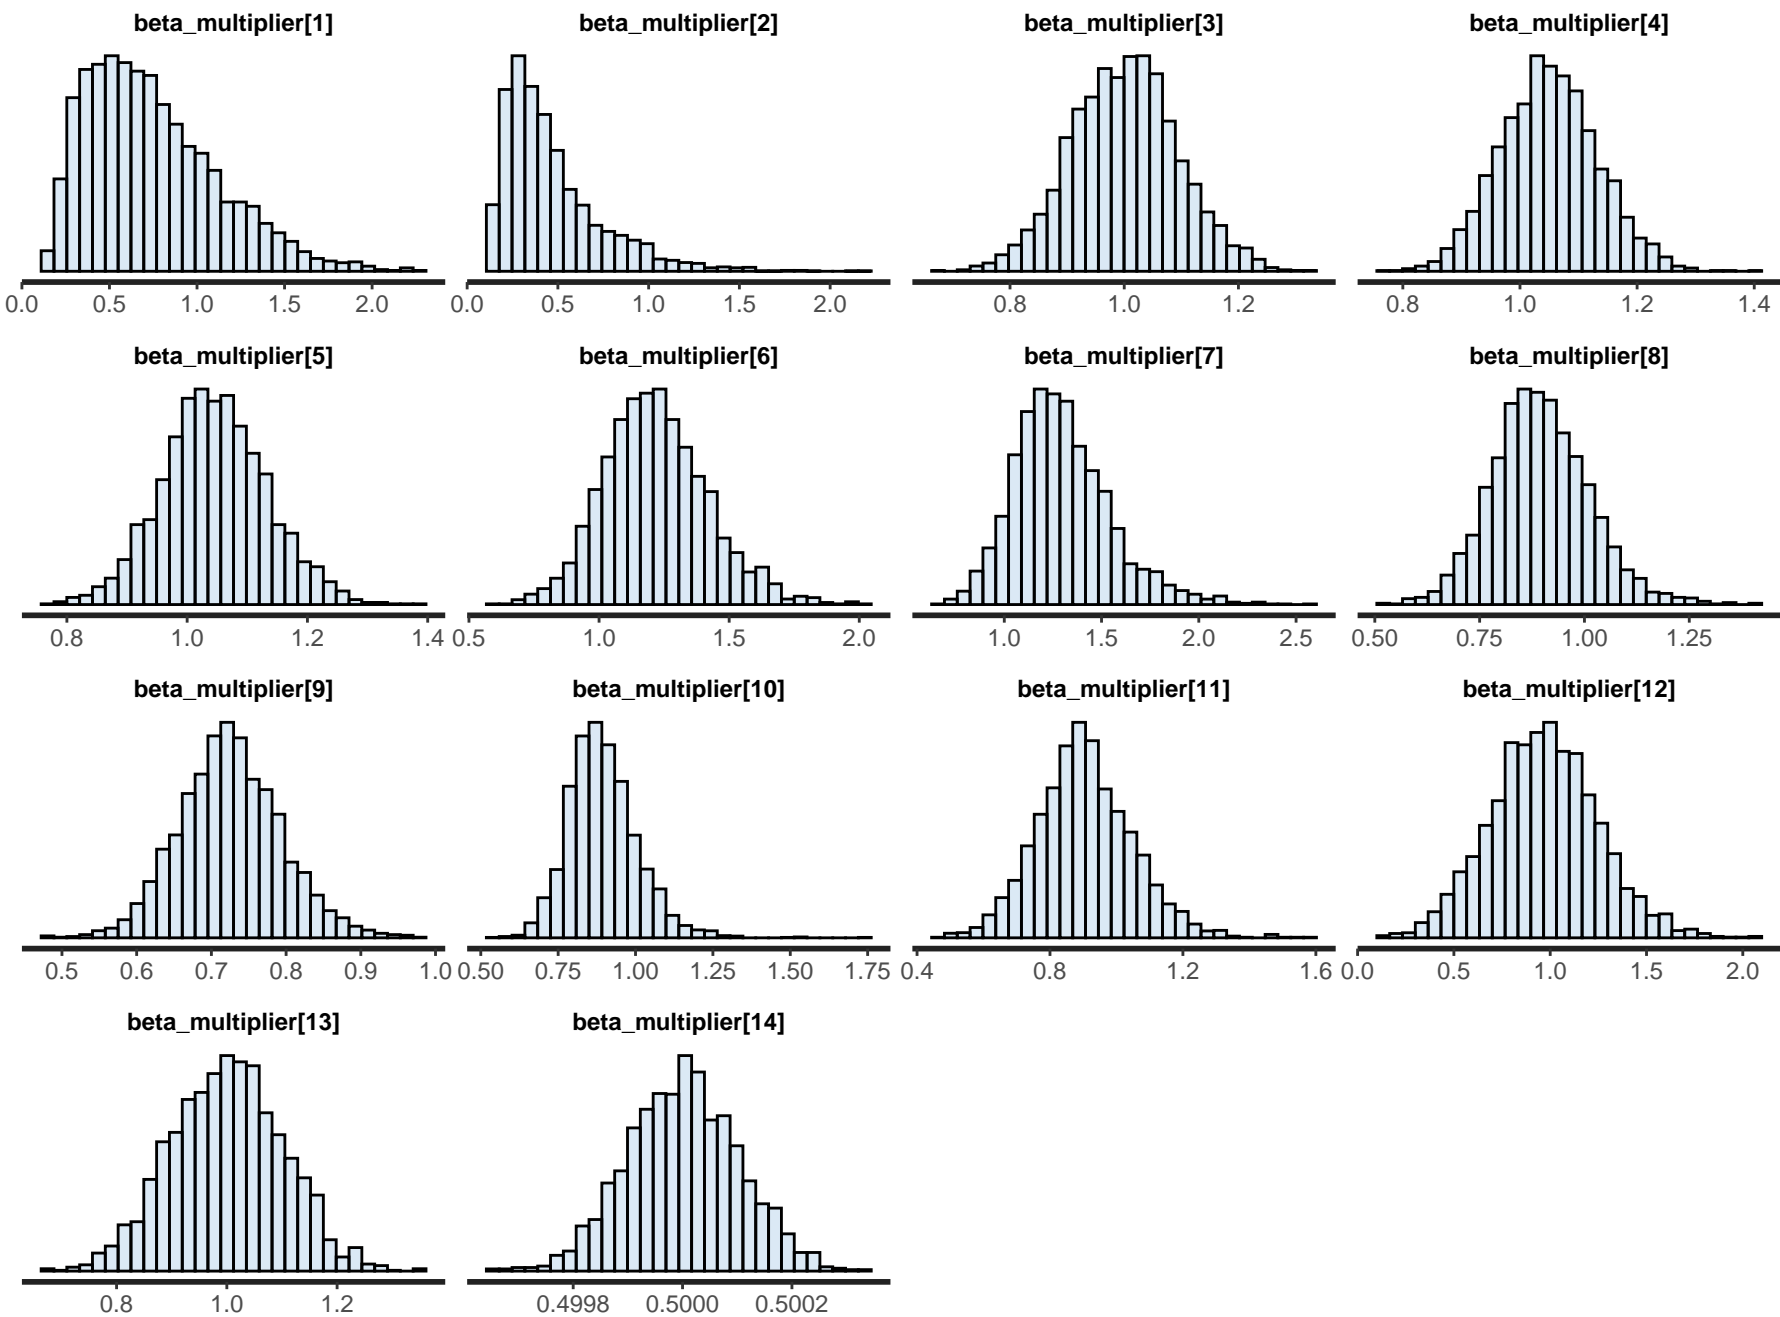 beta_multiplier[1] beta_multiplier[2] beta_multiplier[3] beta_multiplier[4]
0.0 0.5 1.0 1.5 2.0 0.0 0.5 1.0 1.5 2.0 0.8 1.0 1.2 0.8 1.0 1.2 1.4
beta_multiplier[5] beta_multiplier[6] beta_multiplier[7] beta_multiplier[8]
0.8 1.0 1.2 1.4 0.5 1.0 1.5 2.0 1.0 1.5 2.0 2.5 0.50 0.75 1.00 1.25
beta_multiplier[9] beta_multiplier[10] beta_multiplier[11] beta_multiplier[12]
0.5 0.6 0.7 0.8 0.9 1.0 0.50 0.75 1.00 1.25 1.50 1.75 0.4 0.8 1.2 1.6 0.0 0.5 1.0 1.5 2.0
beta_multiplier[13] beta_multiplier[14]
0.8 1.0 1.2 0.4998 0.5000 0.5002